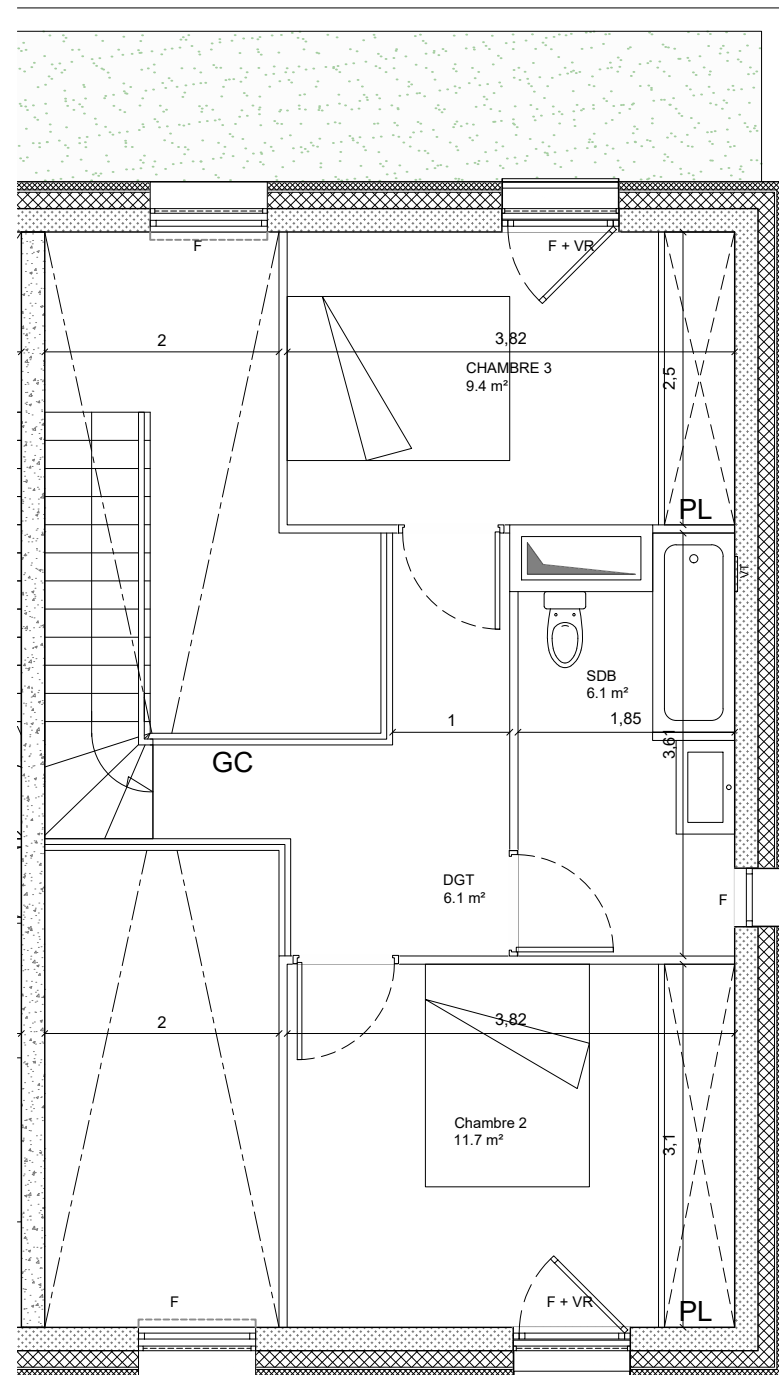 F
F + VR
2
3,82
CHAMBRE 3
9.4 m²
2,5
PL
VT
SDB
6.1 m²
1
1,85
3,61
GC
DGT
6.1 m²
F
2
3,82
Chambre 2
11.7 m²
3,1
F
F + VR
PL